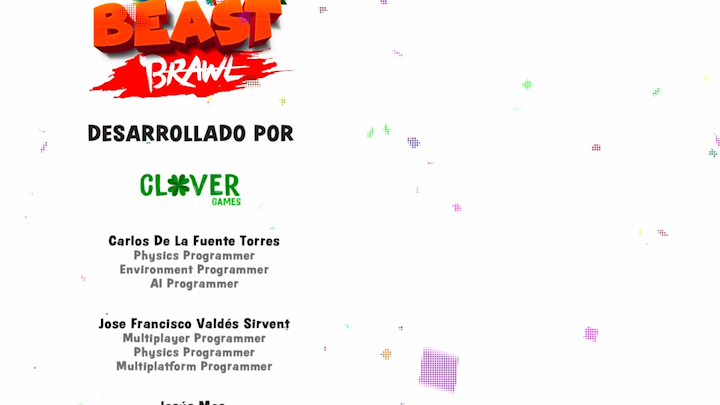 BEAST
BRAWL
DESARROLLADO POR
CLOVER
GAMES
Carlos De La Fuente Torres
Physics Programmer
Environment Programmer
AI Programmer
Jose Francisco Valdés Sirvent
Multiplayer Programmer
Physics Programmer
Multiplatform Programmer